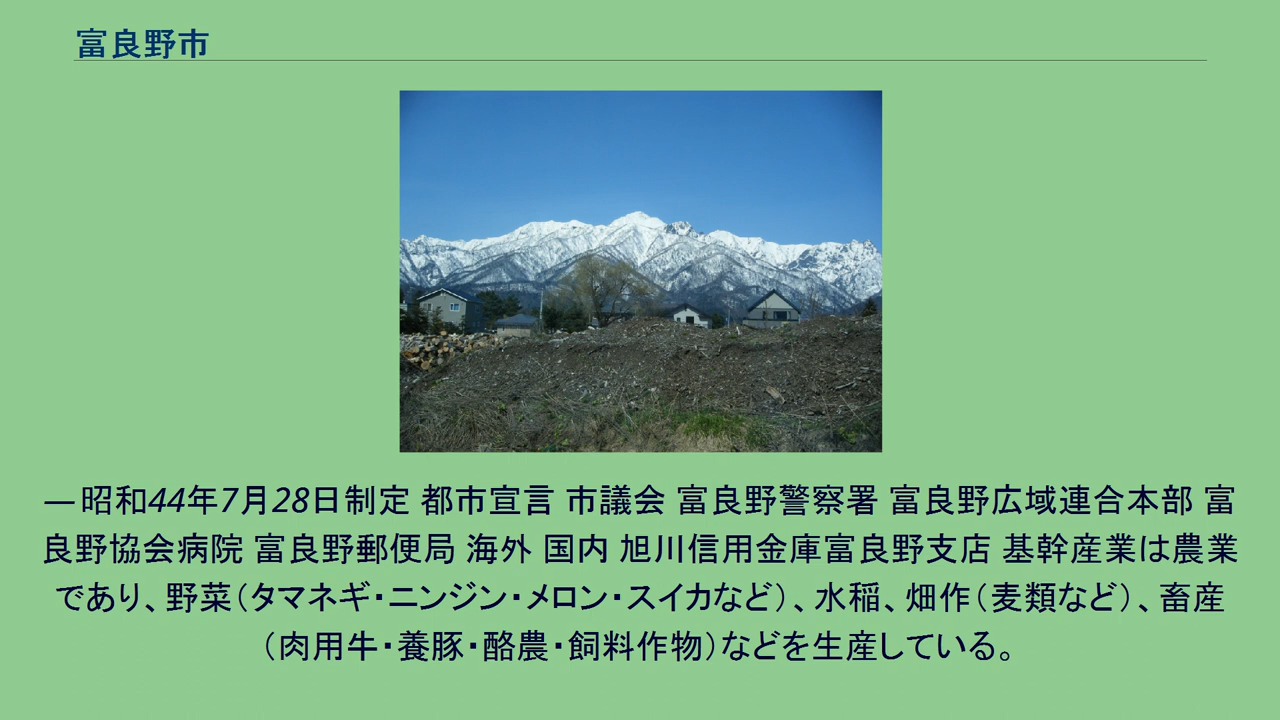 富良野市
― 昭和44年7月28日制定 都市宣言 市議会 富良野警察署 富良野広域連合本部 富
良野協会病院 富良野郵便局 海外 国内 旭川信用金庫富良野支店 基幹産業は農業
であり、野菜（タマネギ・ニンジン・メロン・スイカなど）、水稲、畑作（麦類など）、畜産
（肉用牛・養豚・酪農・飼料作物）などを生産している。